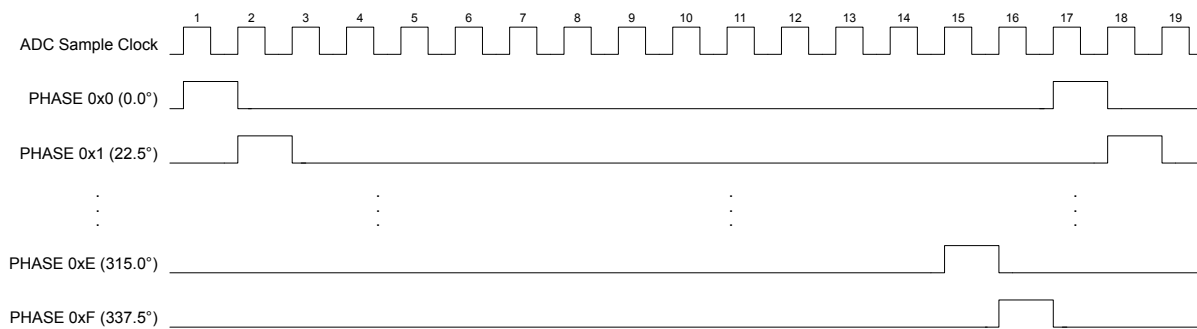 1 2 3 4 5 6 7 8 9 10 11 12 13 14 15 16 17 18 19
ADC Sample Clock
PHASE 0x0 (0.0°)
PHASE 0x1 (22.5°)
PHASE 0xE (315.0°)
PHASE 0xF (337.5°)